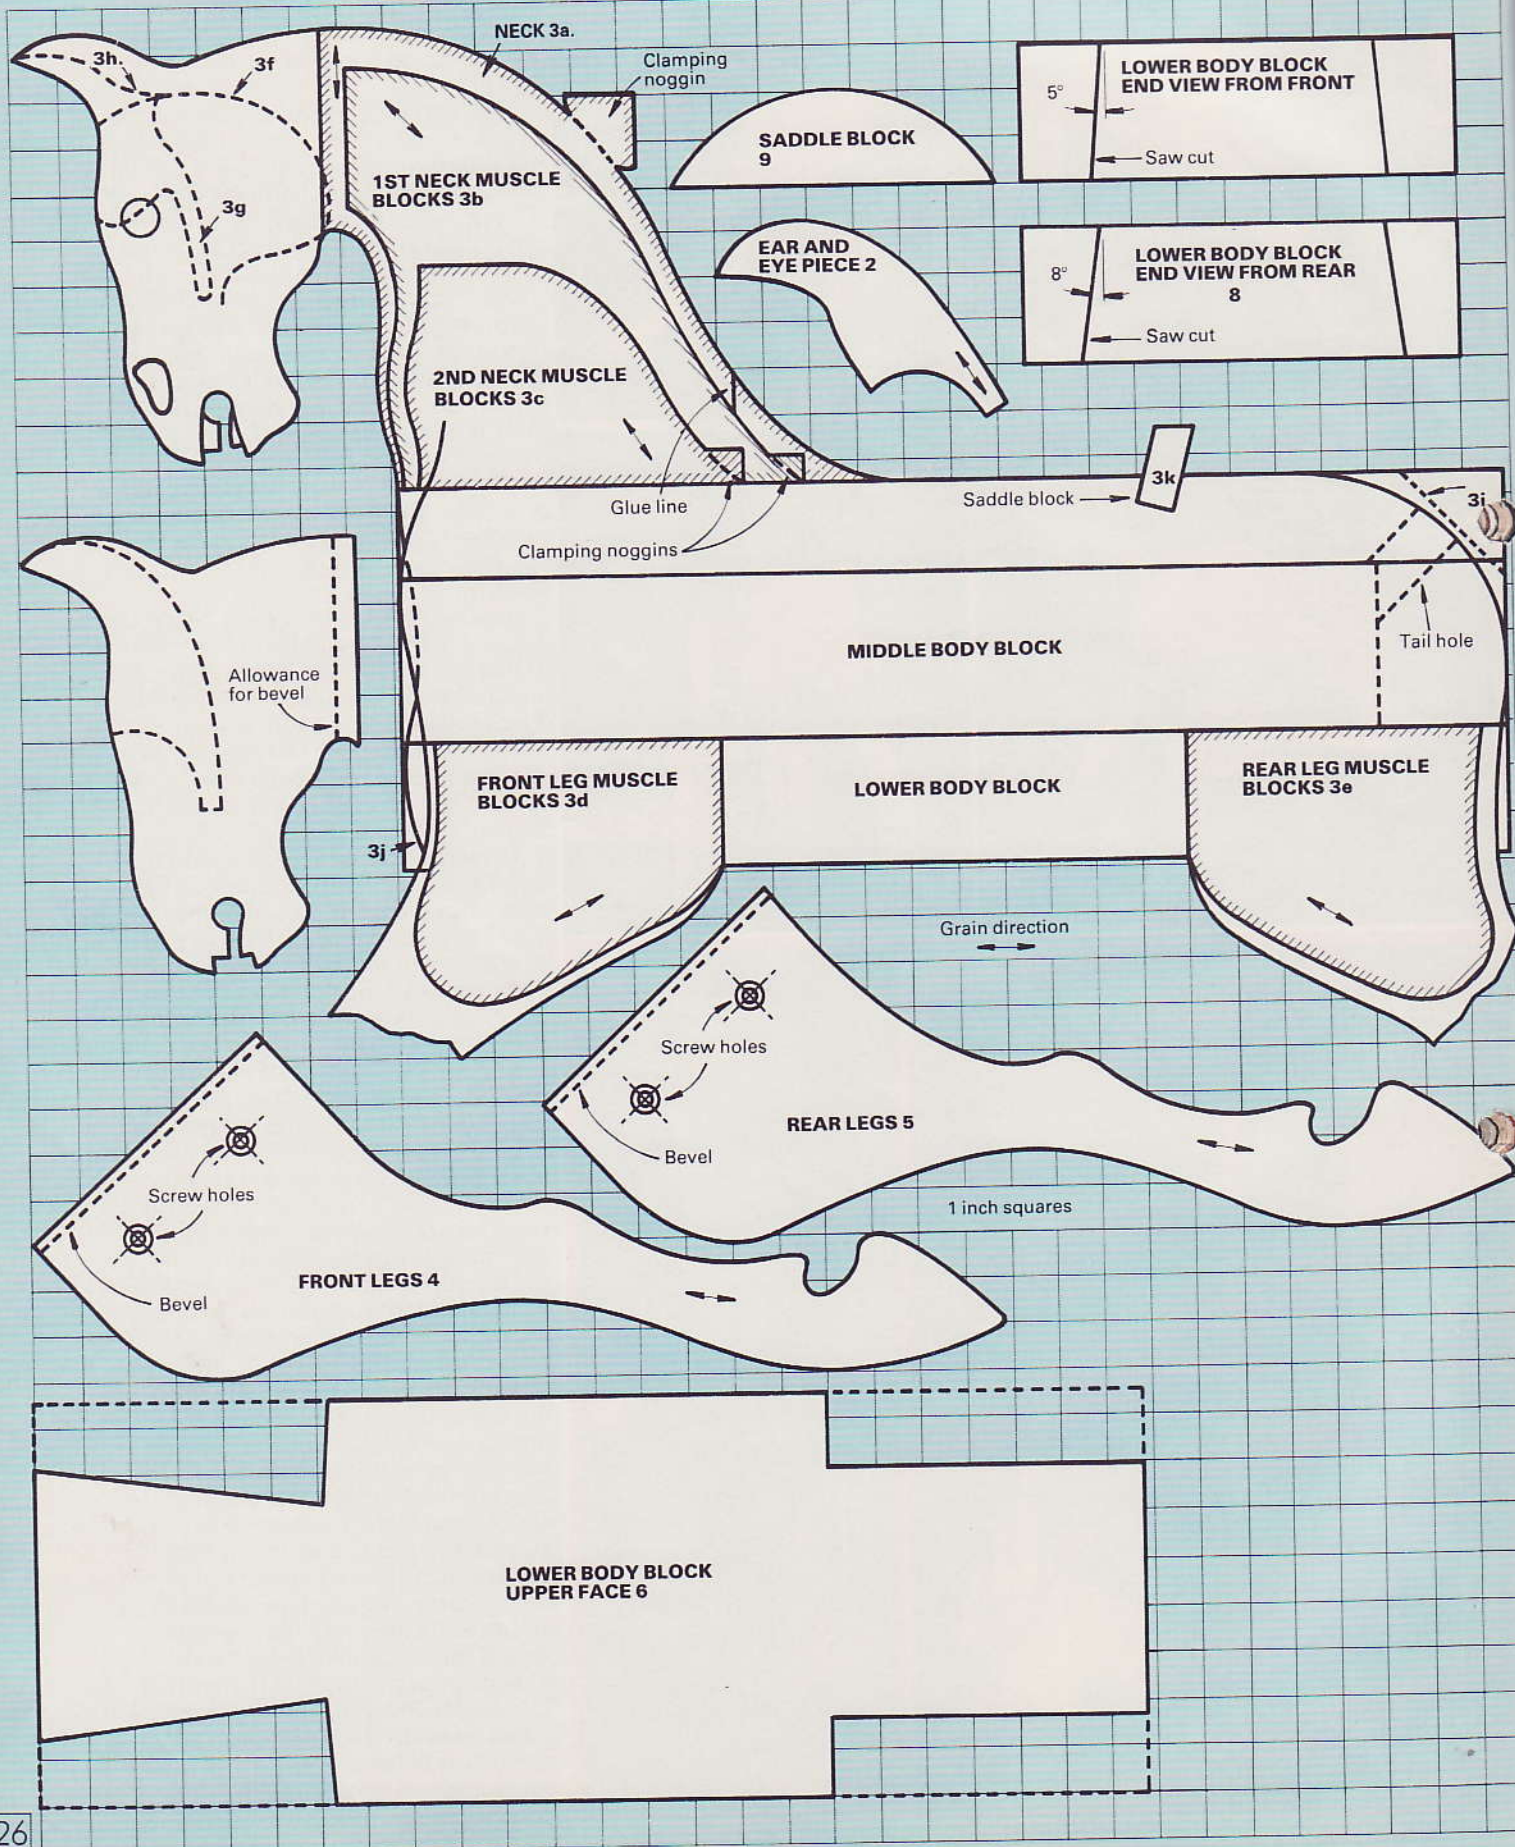 NECK 3a.
Clamping
noggin
3h.
3f
3g
1ST NECK MUSCLE
BLOCKS 3b
SADDLE BLOCK
9
LOWER BODY BLOCK
END VIEW FROM FRONT
5°
Saw cut
EAR AND
EYE PIECE 2
LOWER BODY BLOCK
END VIEW FROM REAR
8
8°
Saw cut
2ND NECK MUSCLE
BLOCKS 3c
Glue line
Clamping noggins
Saddle block
3k
3i
Tail hole
Allowance
for bevel
MIDDLE BODY BLOCK
FRONT LEG MUSCLE
BLOCKS 3d
LOWER BODY BLOCK
REAR LEG MUSCLE
BLOCKS 3e
3j
Grain direction
Screw holes
Bevel
REAR LEGS 5
1 inch squares
Screw holes
Bevel
FRONT LEGS 4
LOWER BODY BLOCK
UPPER FACE 6
26